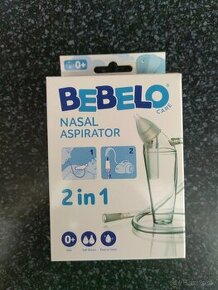 0+
BEBELO
CARE
NASAL
ASPIRATOR
1
2
2 in 1
0+